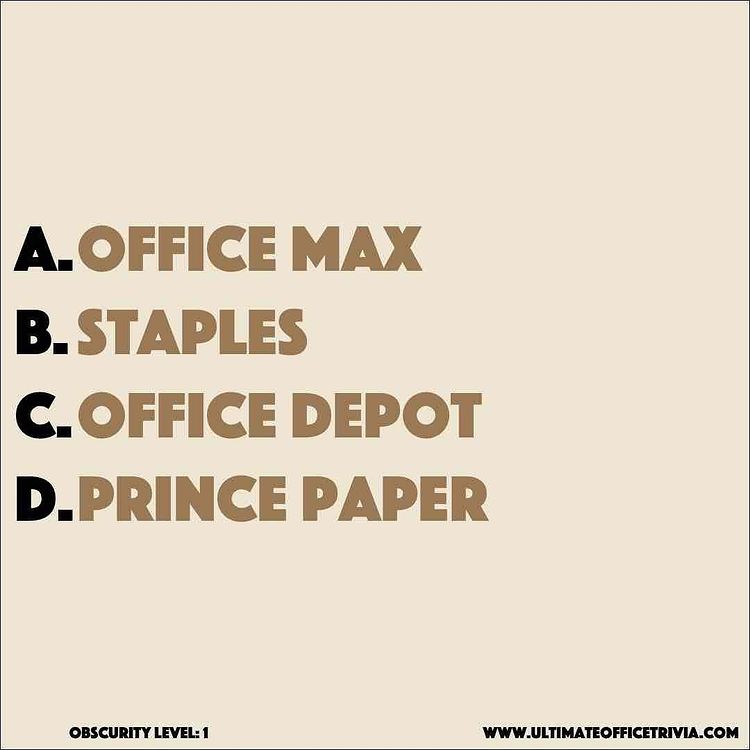 A. OFFICE MAX
B. STAPLES
C. OFFICE DEPOT
D. PRINCE PAPER
OBSCURITY LEVEL: 1
WWW.ULTIMATEOFFICETRIVIA.COM